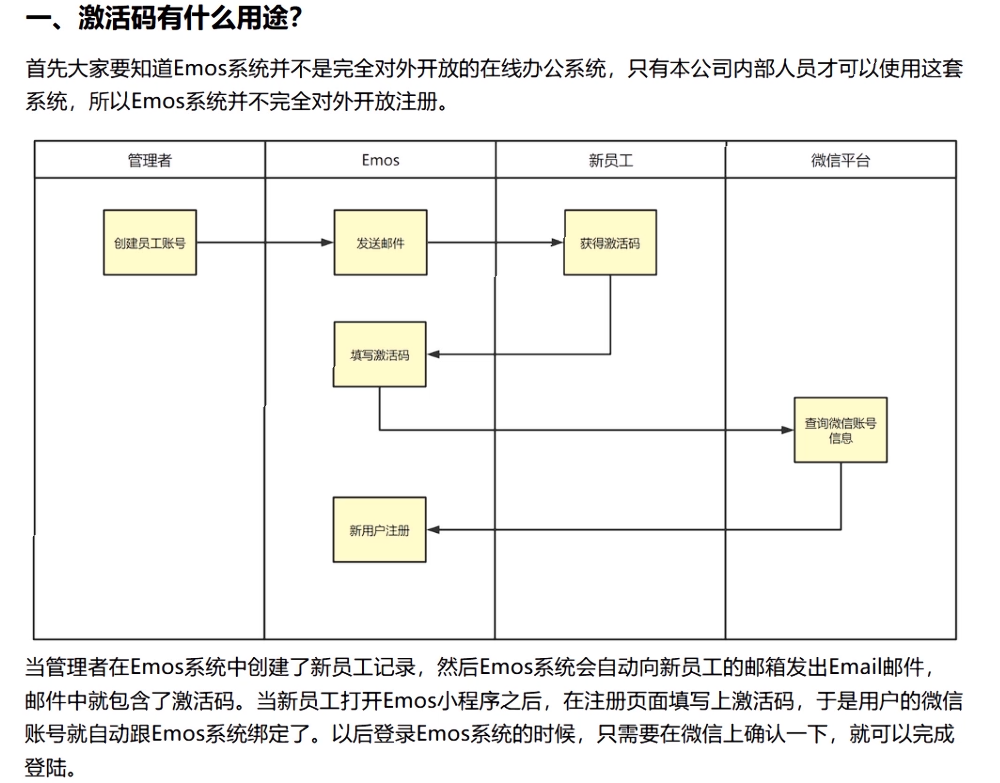 一、激活码有什么用途？
首先大家要知道Emos系统并不是完全对外开放的在线办公系统，只有本公司内部人员才可以使用这套
系统，所以Emos系统并不完全对外开放注册。
管理者
Emos
新员工
微信平台
创建员工账号
发送邮件
获得激活码
填写激活码
查询微信账号
信息
新用户注册
当管理者在Emos系统中创建了新员工记录，然后Emos系统会自动向新员工的邮箱发出Email邮件，
邮件中就包含了激活码。当新员工打开Emos小程序之后，在注册页面填写上激活码，于是用户的微信
账号就自动跟Emos系统绑定了。以后登录Emos系统的时候，只需要在微信上确认一下，就可以完成
登陆。